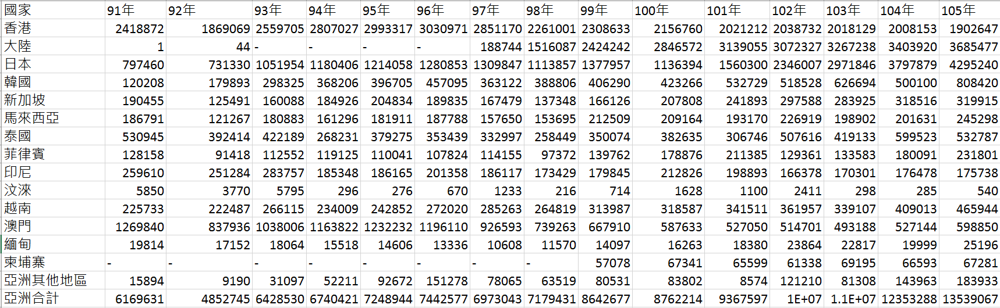 國家 91年 92年 93年 94年 95年 96年 97年 98年 99年 100年 101年 102年 103年 104年 105年
香港 2418872 1869069 2559705 2807027 2993317 3030971 2851170 2261001 2308633 2156760 2021212 2038732 2018129 2008153 1902647
大陸 1 44 - - - - 188744 1516087 2424242 2846572 3139055 3072327 3267238 3403920 3685477
日本 797460 731330 1051954 1180406 1214058 1280853 1309847 1113857 1377957 1136394 1560300 2346007 2971846 3797879 4295240
韓國 120208 179893 298325 368206 396705 457095 363122 388806 406290 423266 532729 518528 626694 500100 808420
新加坡 190455 125491 160088 184926 204834 189835 167479 137348 166126 207808 241893 297588 283925 318516 319915
馬來西亞 186791 121267 180883 161296 181911 187788 157650 153695 212509 209164 193170 226919 198902 201631 245298
泰國 530945 392414 422189 268231 379275 353439 332997 258449 350074 382635 306746 507616 419133 599523 532787
菲律賓 128158 91418 112552 119125 110041 107824 114155 97372 139762 178876 211385 129361 133583 180091 231801
印尼 259610 251284 283757 185348 186165 201358 186117 173429 179845 212826 198893 166378 170301 176478 175738
汶淶 5850 3770 5795 296 276 670 1233 216 714 1628 1100 2411 298 285 540
越南 225733 222487 266115 234009 242852 272020 285263 264819 313987 318587 341511 361957 339107 409013 465944
澳門 1269840 837936 1038006 1163822 1232232 1196110 926593 739263 667910 587633 527050 514701 493188 527144 598850
緬甸 19814 17152 18064 15518 14606 13336 10608 11570 14097 16263 18380 23864 22817 19999 25196
柬埔寨 - - - - - - - - 57078 67341 65599 61338 69195 66593 67281
亞洲其他地區 15894 9190 31097 52211 92672 151278 78065 63519 80531 83802 8574 121210 81308 143963 183933
亞洲合計 6169631 4852745 6428530 6740421 7248944 7442577 6973043 7179431 8642677 8762214 9367597 1E+07 1.1E+07 12353288 13539067